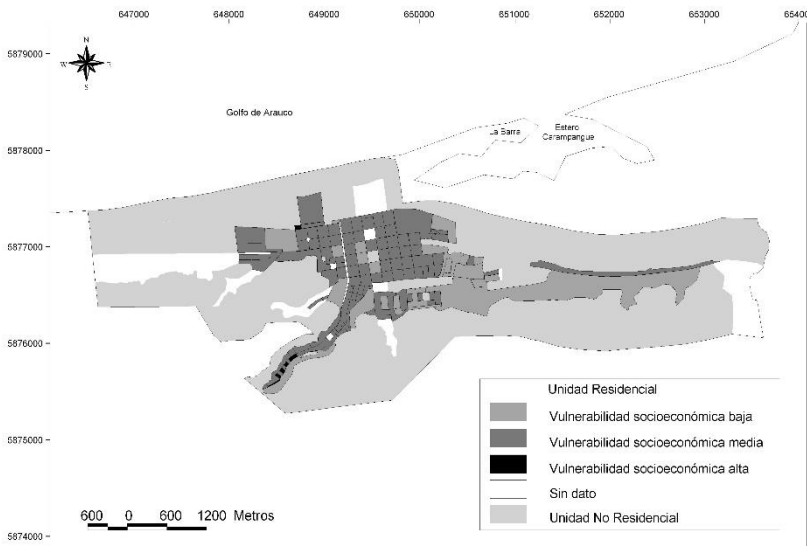 647000 648000 649000 650000 651000 652000 653000 65400
5879000
N
W E
S
Golfo de Arauco
La Barra
Estero
Carampangue
5878000
5877000
5876000
5875000
5874000
Unidad Residencial
Vulnerabilidad socioeconómica baja
Vulnerabilidad socioeconómica media
Vulnerabilidad socioeconómica alta
Sin dato
Unidad No Residencial
600 0 600 1200 Metros